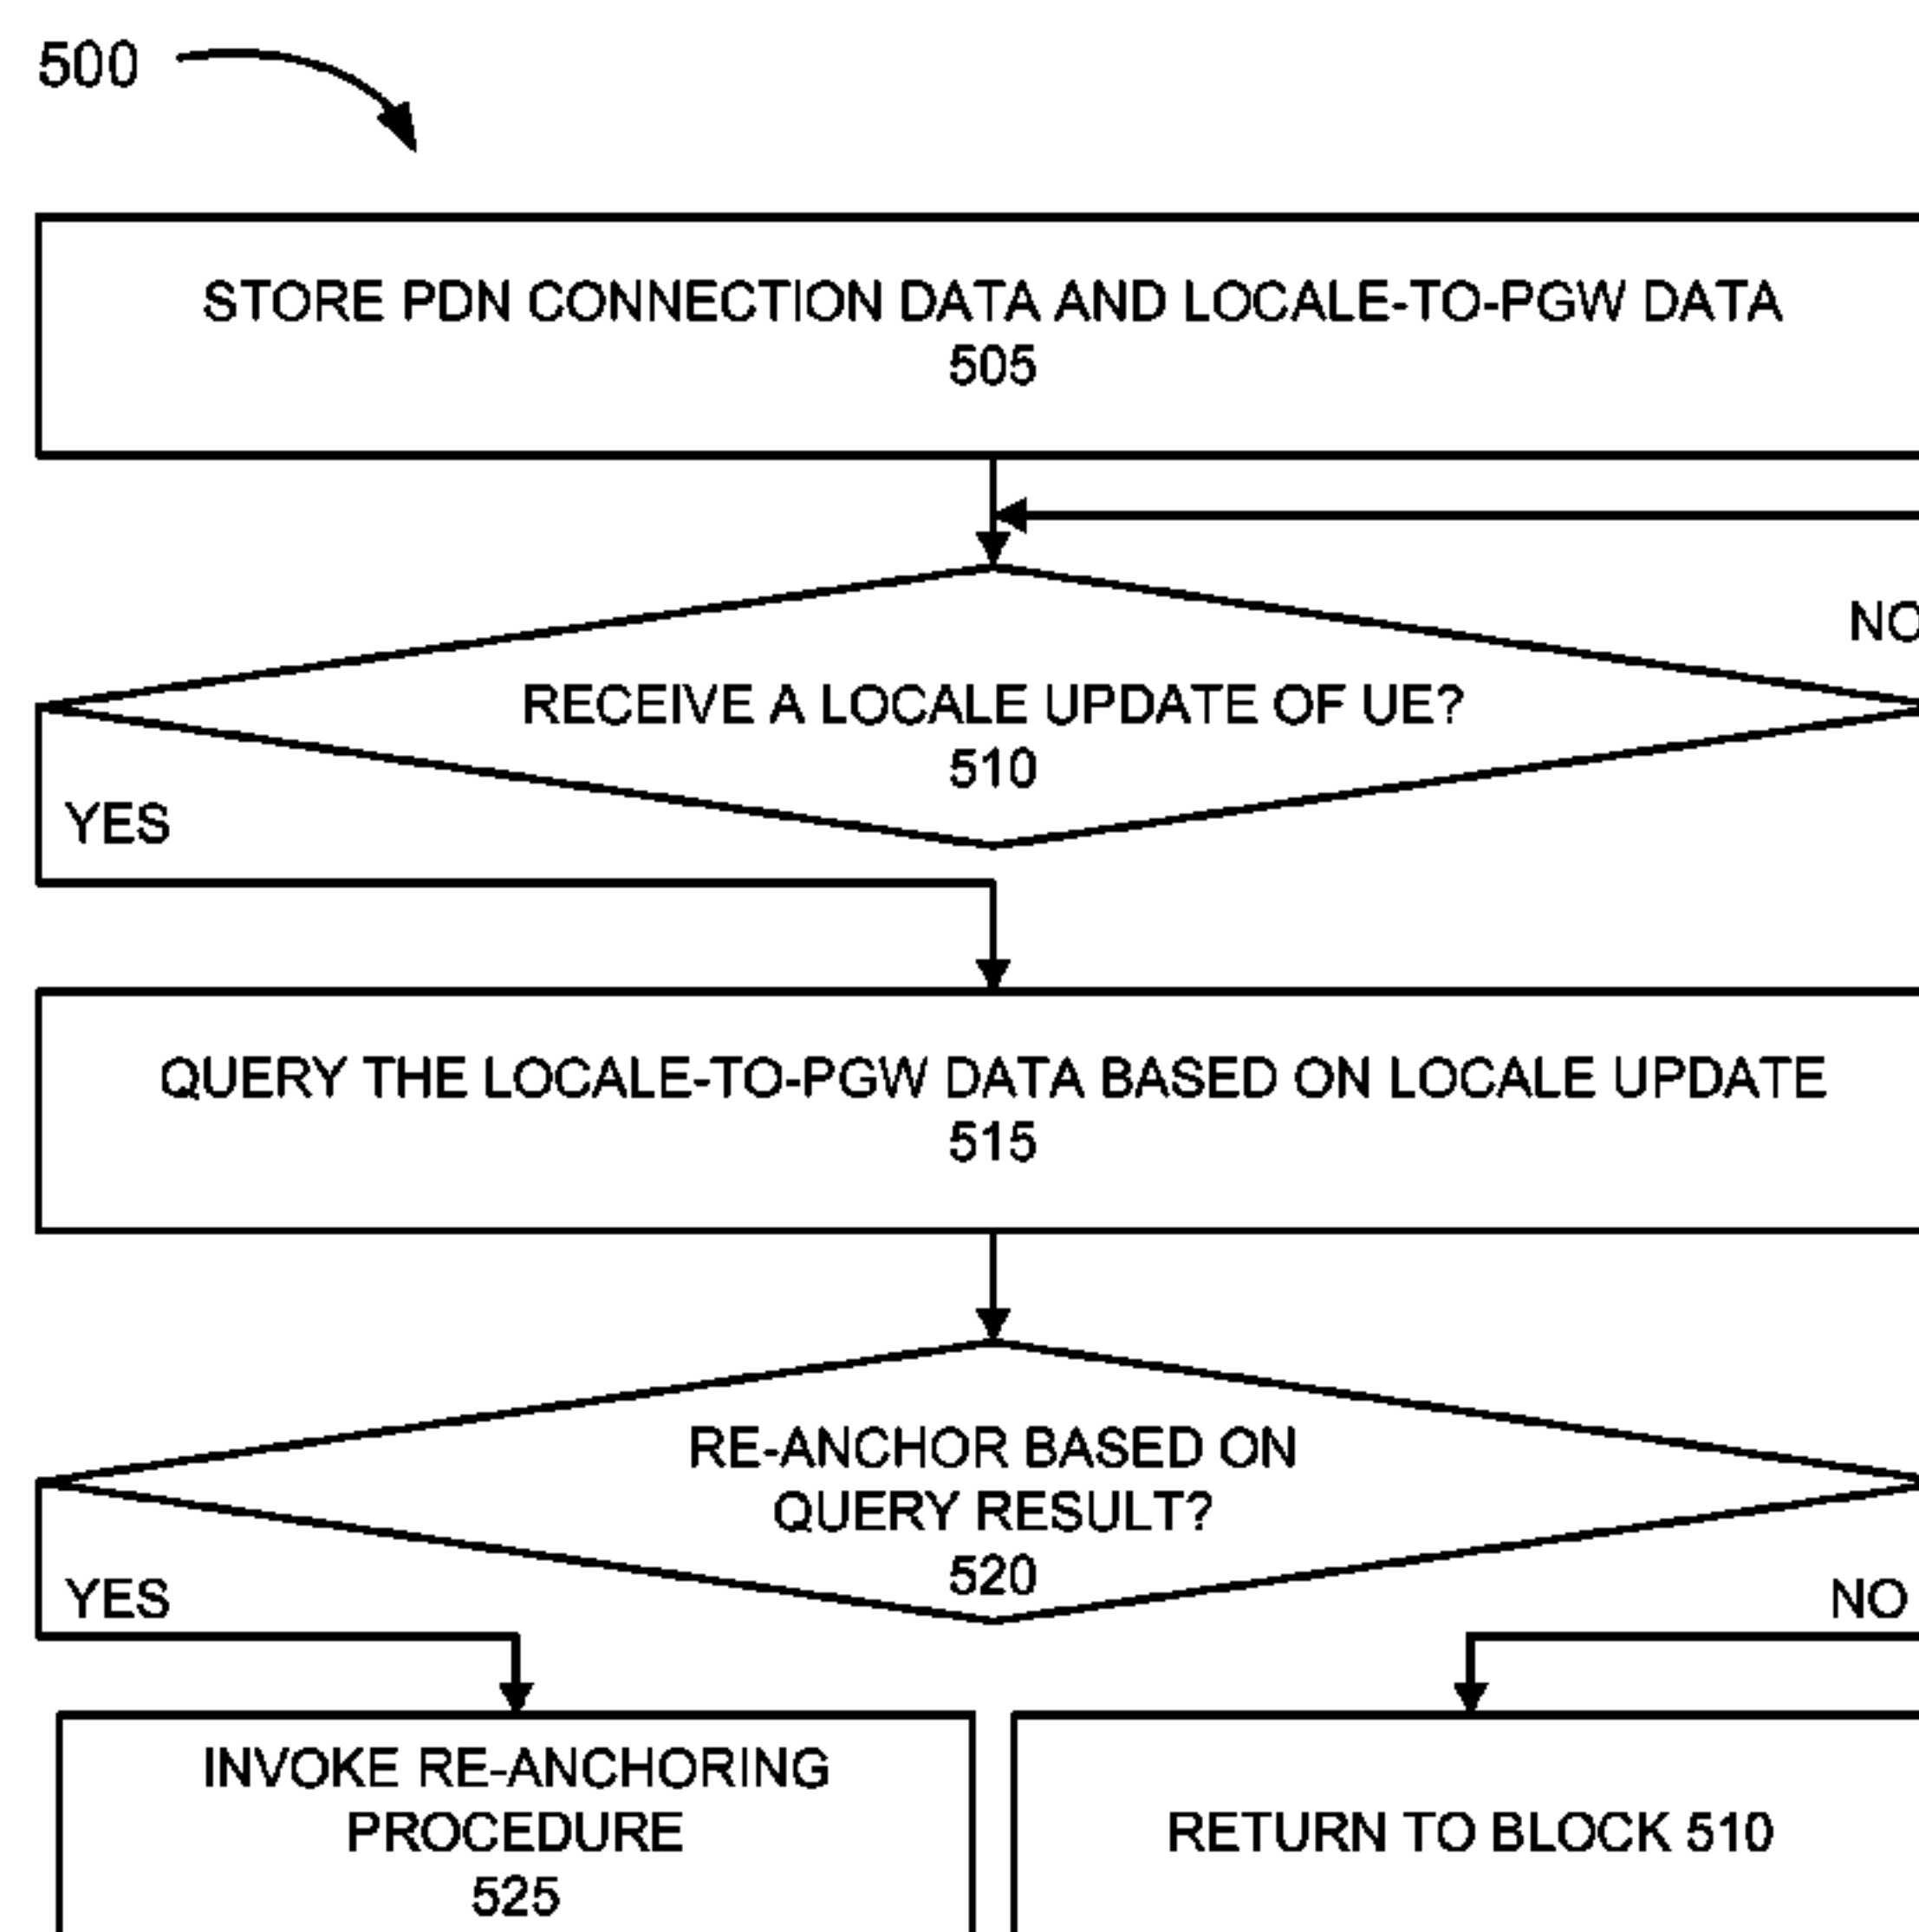 500
STORE PDN CONNECTION DATA AND LOCALE-TO-PGW DATA
505
NO
RECEIVE A LOCALE UPDATE OF UE?
510
YES
QUERY THE LOCALE-TO-PGW DATA BASED ON LOCALE UPDATE
515
RE-ANCHOR BASED ON
QUERY RESULT?
520
YES
NO
INVOKE RE-ANCHORING
PROCEDURE
525
RETURN TO BLOCK 510